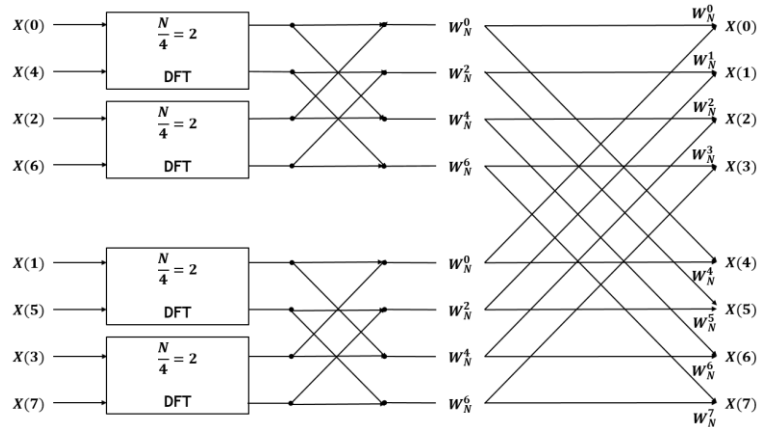 X(0) N/4 = 2 W_N^0 W_N^0 X(0)
X(4) DFT W_N^2 W_N^1 X(1)
X(2) N/4 = 2 W_N^4 W_N^2 X(2)
X(6) DFT W_N^6 W_N^3 X(3)
X(1) N/4 = 2 W_N^0 X(4)
W_N^4
X(5) DFT W_N^2 X(5)
W_N^5
X(3) N/4 = 2 W_N^4 X(6)
W_N^6
X(7) DFT W_N^6 X(7)
W_N^7